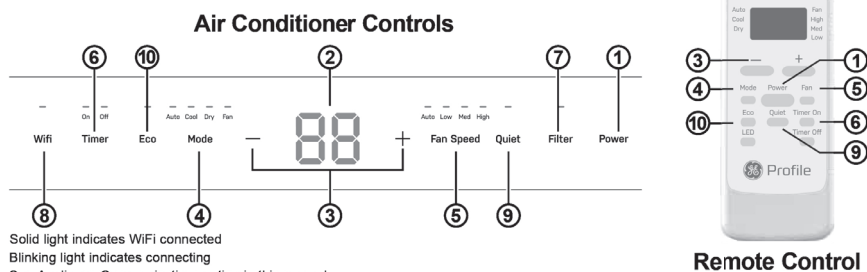 Air Conditioner Controls
6 10 2 7 1
On Off Auto Cool Dry Fan 88 Auto Low Med High
Wifi Timer Eco Mode — + Fan Speed Quiet Filter Power
8 4 3 5 9
Solid light indicates WiFi connected
Blinking light indicates connecting
Auto Fan
Cool High
Dry Med
Low
3 — + 1
4 Mode Power Fan 5
10 Eco Quiet Timer On 6
LED Timer Off 9
GE Profile
Remote Control